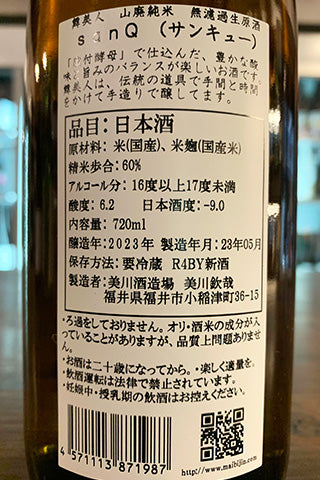 舞美人 山廃純米 無濾過生原酒
sanQ (サンキュー)
付酵母」で仕込んだ、豊かな酸
味と旨みのバランスが楽しいお酒です。
舞美人は、伝統の道具で手間と時間
をかけて手造りで醸してます。
品目:日本酒
原材料: 米(国産)、米麹(国産米)
精米歩合: 60%
アルコール分: 16度以上17度未満
酸度: 6.2 日本酒度: -9.0
内容量: 720ml
醸造年: 2023年 製造年月: 23年05月
保存方法: 要冷蔵 R4BY新酒
製造者: 美川酒造場 美川欽哉
福井県福井市小稲津町36-15
・ろ過をしておりません。オリ・酒米の成分が入
っていることがありますが、品質上問題ありませ
ん。
・お酒は二十歳になってから。・楽しく適量を。
・飲酒運転は法律で禁止されています。
・妊娠中・授乳期の飲酒はお控えください。
4 571113 871987
http://www.maibijin.com